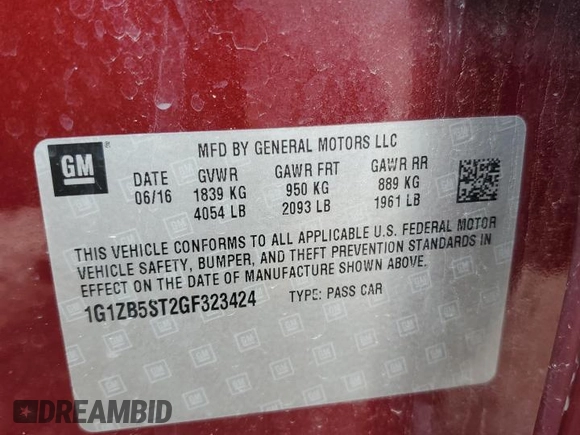 GM
®
MFD BY GENERAL MOTORS LLC
DATE GVWR GAWR FRT GAWR RR
06/16 1839 KG 950 KG 889 KG
4054 LB 2093 LB 1961 LB
THIS VEHICLE CONFORMS TO ALL APPLICABLE U.S. FEDERAL MOTOR
VEHICLE SAFETY, BUMPER, AND THEFT PREVENTION STANDARDS IN
EFFECT ON THE DATE OF MANUFACTURE SHOWN ABOVE.
1G1ZB5ST2GF323424 TYPE: PASS CAR
DREAMBID